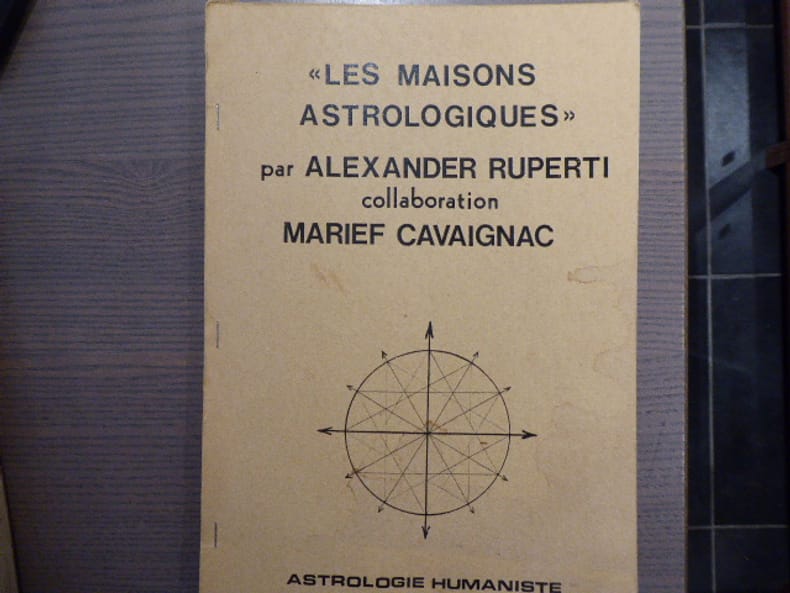 «LES MAISONS
ASTROLOGIQUES»
par ALEXANDER RUPERTI
collaboration
MARIEF CAVAIGNAC
ASTROLOGIE HUMANISTE